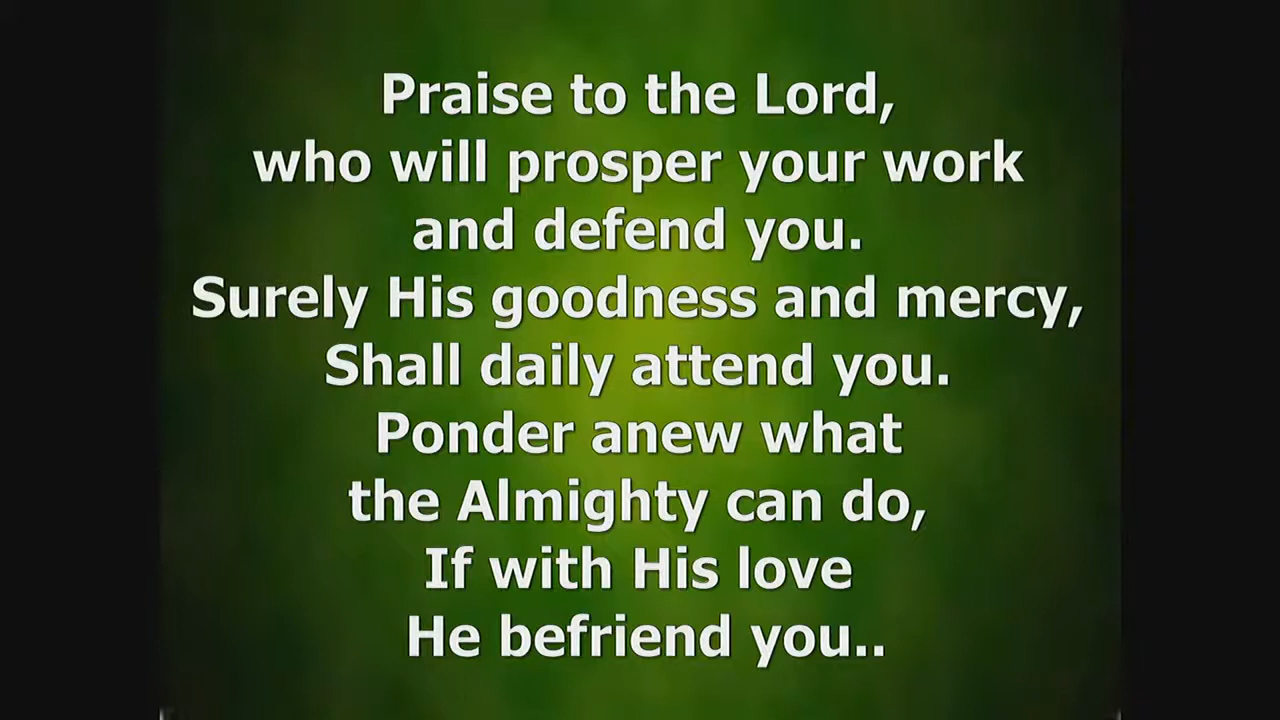 Praise to the Lord,
who will prosper your work
and defend you.
Surely His goodness and mercy,
Shall daily attend you.
Ponder anew what
the Almighty can do,
If with His love
He befriend you..